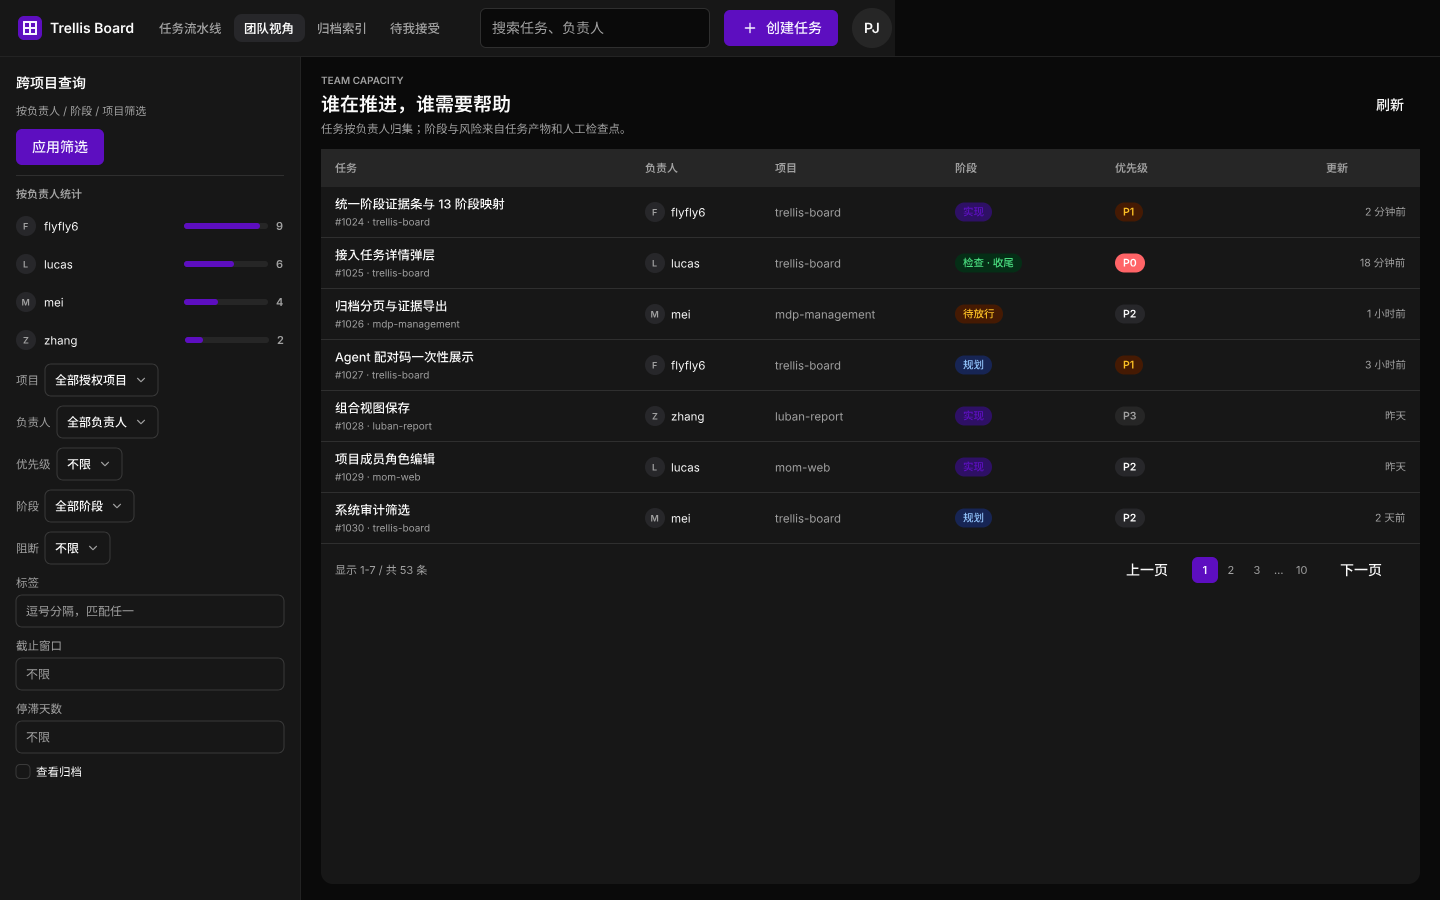 Trellis Board 任务流水线 团队视角 归档索引 待我接受 搜索任务、负责人 创建任务 PJ
跨项目查询
按负责人 / 阶段 / 项目筛选
应用筛选
按负责人统计
F flyfly6 9
L lucas 6
M mei 4
Z zhang 2
项目 全部授权项目
负责人 全部负责人
优先级 不限
阶段 全部阶段
阻断 不限
标签
逗号分隔，匹配任一
截止窗口
不限
停滞天数
不限
查看归档
TEAM CAPACITY
谁在推进，谁需要帮助
任务按负责人归集；阶段与风险来自任务产物和人工检查点。
刷新
任务 负责人 项目 阶段 优先级 更新
统一阶段证据条与 13 阶段映射
#1024 · trellis-board
F flyfly6 trellis-board 实现 P1 2 分钟前
接入任务详情弹层
#1025 · trellis-board
L lucas trellis-board 检查 · 收尾 P0 18 分钟前
归档分页与证据导出
#1026 · mdp-management
M mei mdp-management 待放行 P2 1 小时前
Agent 配对码一次性展示
#1027 · trellis-board
F flyfly6 trellis-board 规划 P1 3 小时前
组合视图保存
#1028 · luban-report
Z zhang luban-report 实现 P3 昨天
项目成员角色编辑
#1029 · mom-web
L lucas mom-web 实现 P2 昨天
系统审计筛选
#1030 · trellis-board
M mei trellis-board 规划 P2 2 天前
显示 1-7 / 共 53 条
上一页 1 2 3 ... 10 下一页